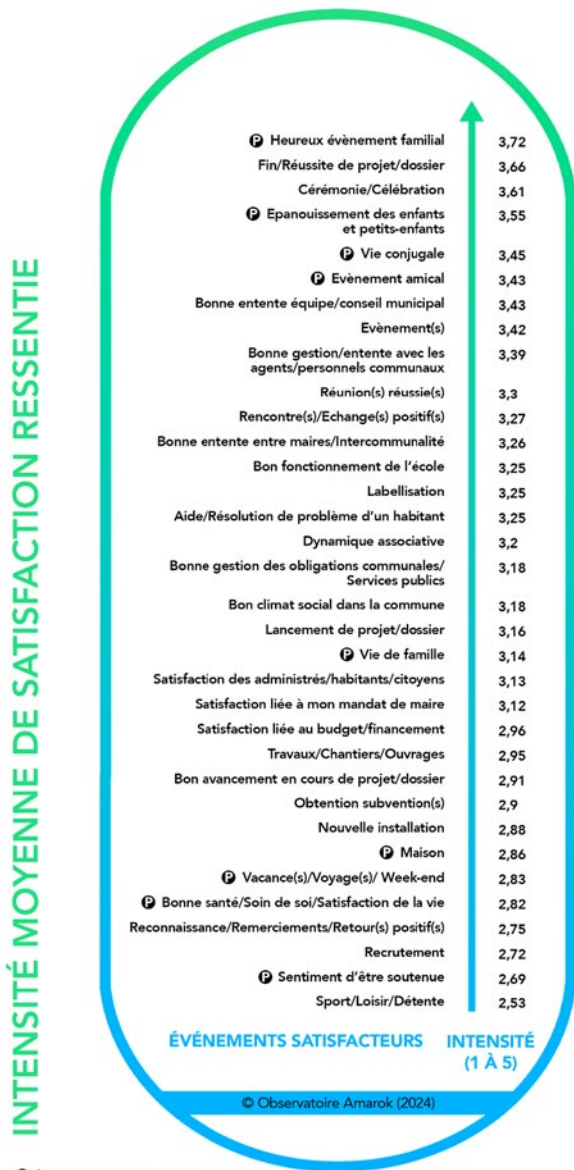 INTENSITÉ MOYENNE DE SATISFACTION RESSENTIE
P Heureux évènement familial 3,72
Fin/Réussite de projet/dossier 3,66
Cérémonie/Célébration 3,61
P Epanouissement des enfants
et petits-enfants 3,55
P Vie conjugale 3,45
P Evènement amical 3,43
Bonne entente équipe/conseil municipal 3,43
Evènement(s) 3,42
Bonne gestion/entente avec les
agents/personnels communaux 3,39
Réunion(s) réussie(s) 3,3
Rencontre(s)/Echange(s) positif(s) 3,27
Bonne entente entre maires/Intercommunalité 3,26
Bon fonctionnement de l'école 3,25
Labellisation 3,25
Aide/Résolution de problème d'un habitant 3,25
Dynamique associative 3,2
Bonne gestion des obligations communales/
Services publics 3,18
Bon climat social dans la commune 3,18
Lancement de projet/dossier 3,16
P Vie de famille 3,14
Satisfaction des administrés/habitants/citoyens 3,13
Satisfaction liée à mon mandat de maire 3,12
Satisfaction liée au budget/financement 2,96
Travaux/Chantiers/Ouvrages 2,95
Bon avancement en cours de projet/dossier 2,91
Obtention subvention(s) 2,9
Nouvelle installation 2,88
P Maison 2,86
P Vacance(s)/Voyage(s)/ Week-end 2,83
P Bonne santé/Soin de soi/Satisfaction de la vie 2,82
Reconnaissance/Remerciements/Retour(s) positif(s) 2,75
Recrutement 2,72
P Sentiment d'être soutenue 2,69
Sport/Loisir/Détente 2,53
ÉVÉNEMENTS SATISFACTEURS INTENSITÉ
(1 À 5)
© Observatoire Amarok (2024)